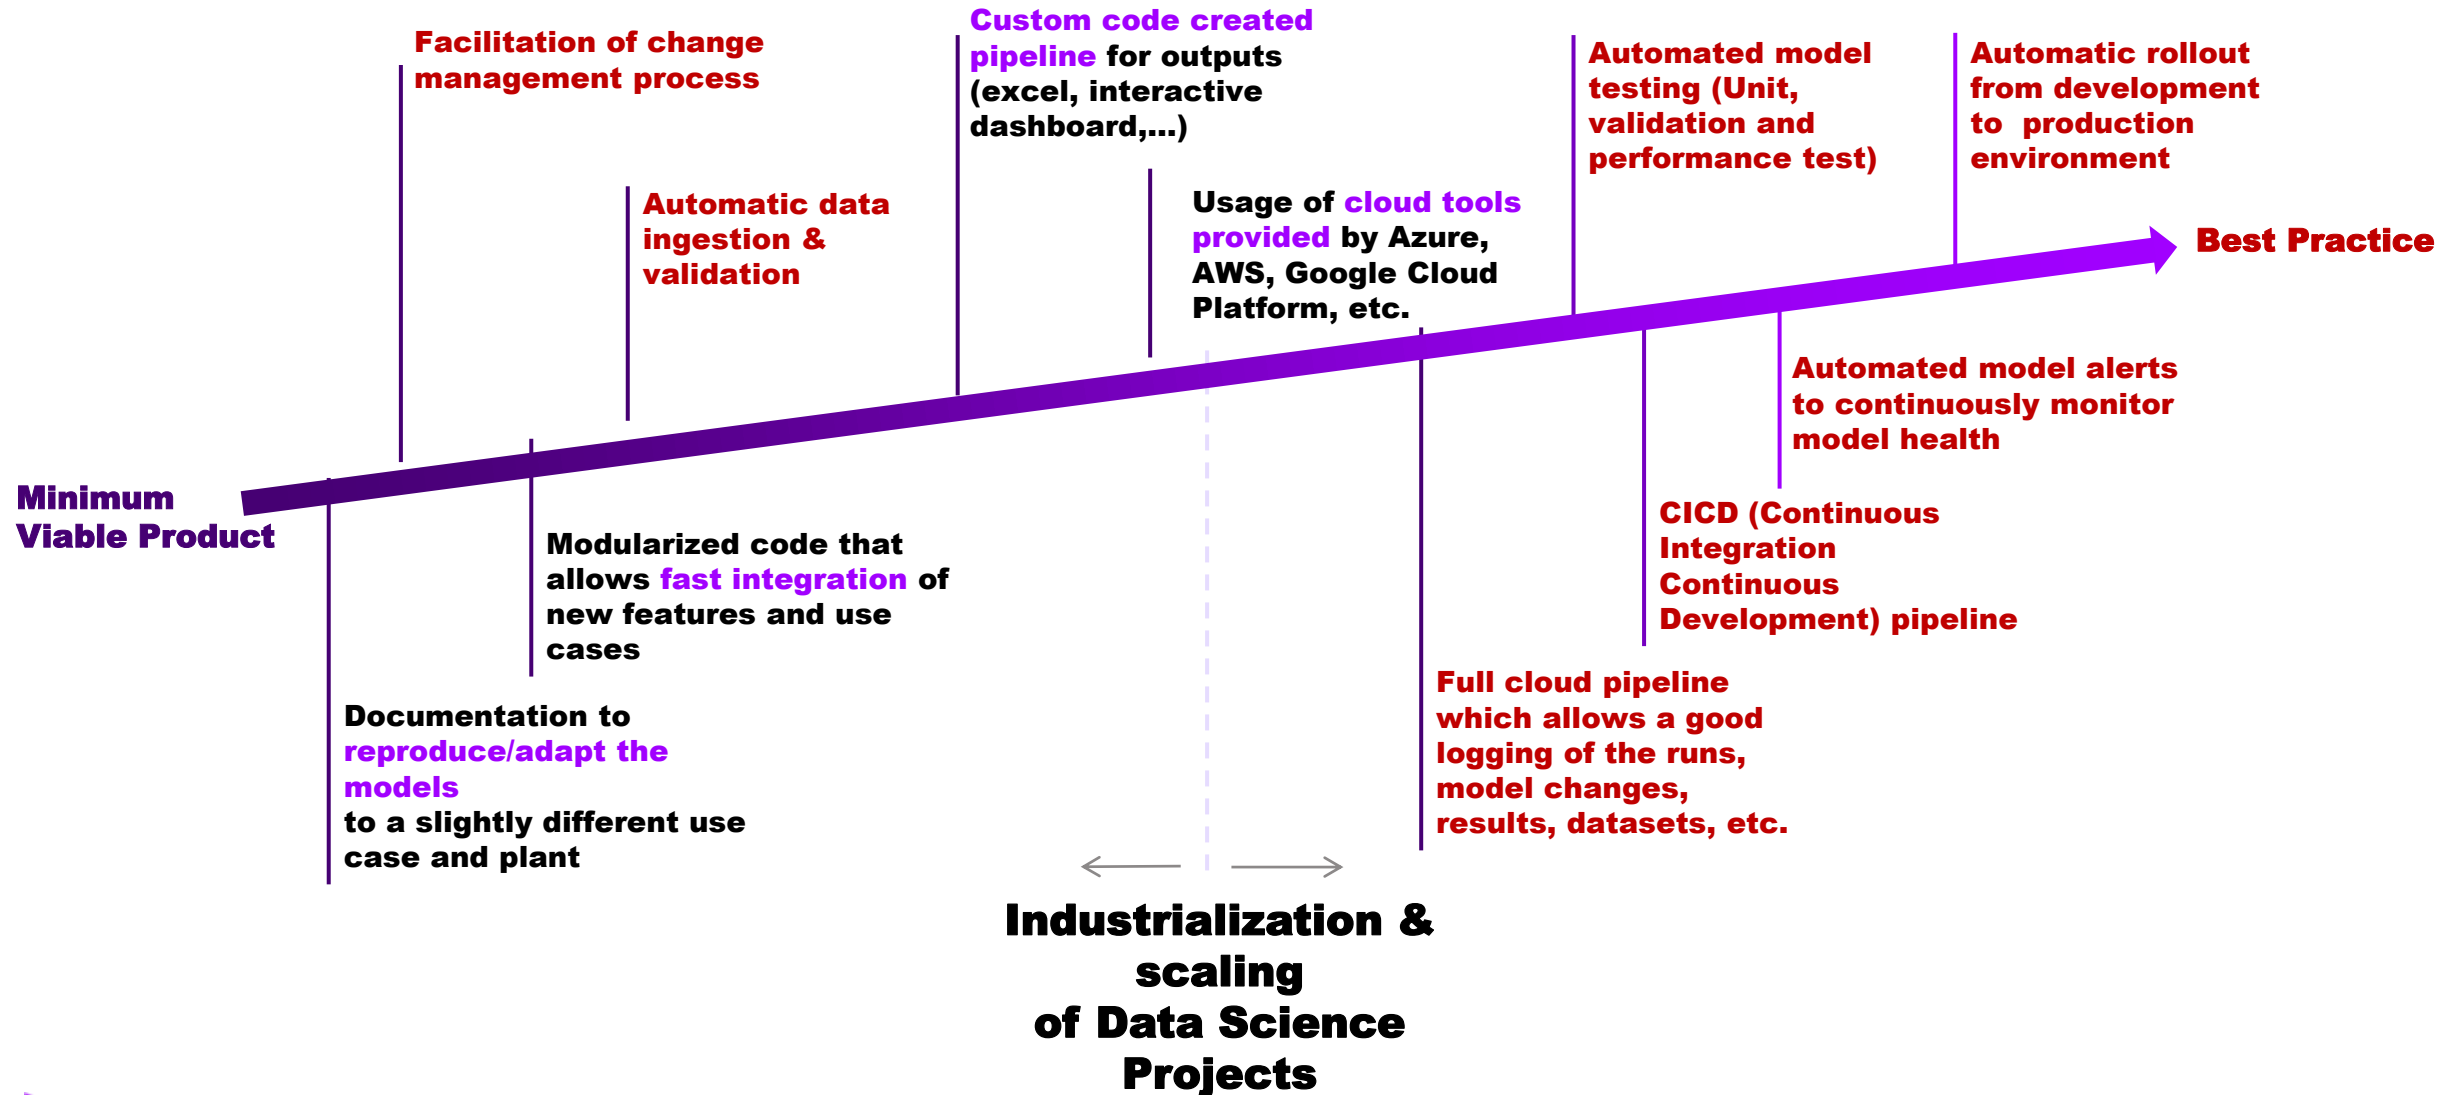 Facilitation of change
management process
Custom code created
pipeline for outputs
(excel, interactive
dashboard,...)
Automated model
testing (Unit,
validation and
performance test)
Automatic rollout
from development
to  production
environment
Automatic data
ingestion &
validation
Usage of cloud tools
provided by Azure,
AWS, Google Cloud
Platform, etc.
Best Practice
Minimum
Viable Product
Automated model alerts
to continuously monitor
model health
Modularized code that
allows fast integration of
new features and use
cases
CICD (Continuous
Integration
Continuous
Development) pipeline
Documentation to
reproduce/adapt the
models
to a slightly different use
case and plant
Full cloud pipeline
which allows a good
logging of the runs,
model changes,
results, datasets, etc.
Industrialization &
scaling
of Data Science
Projects